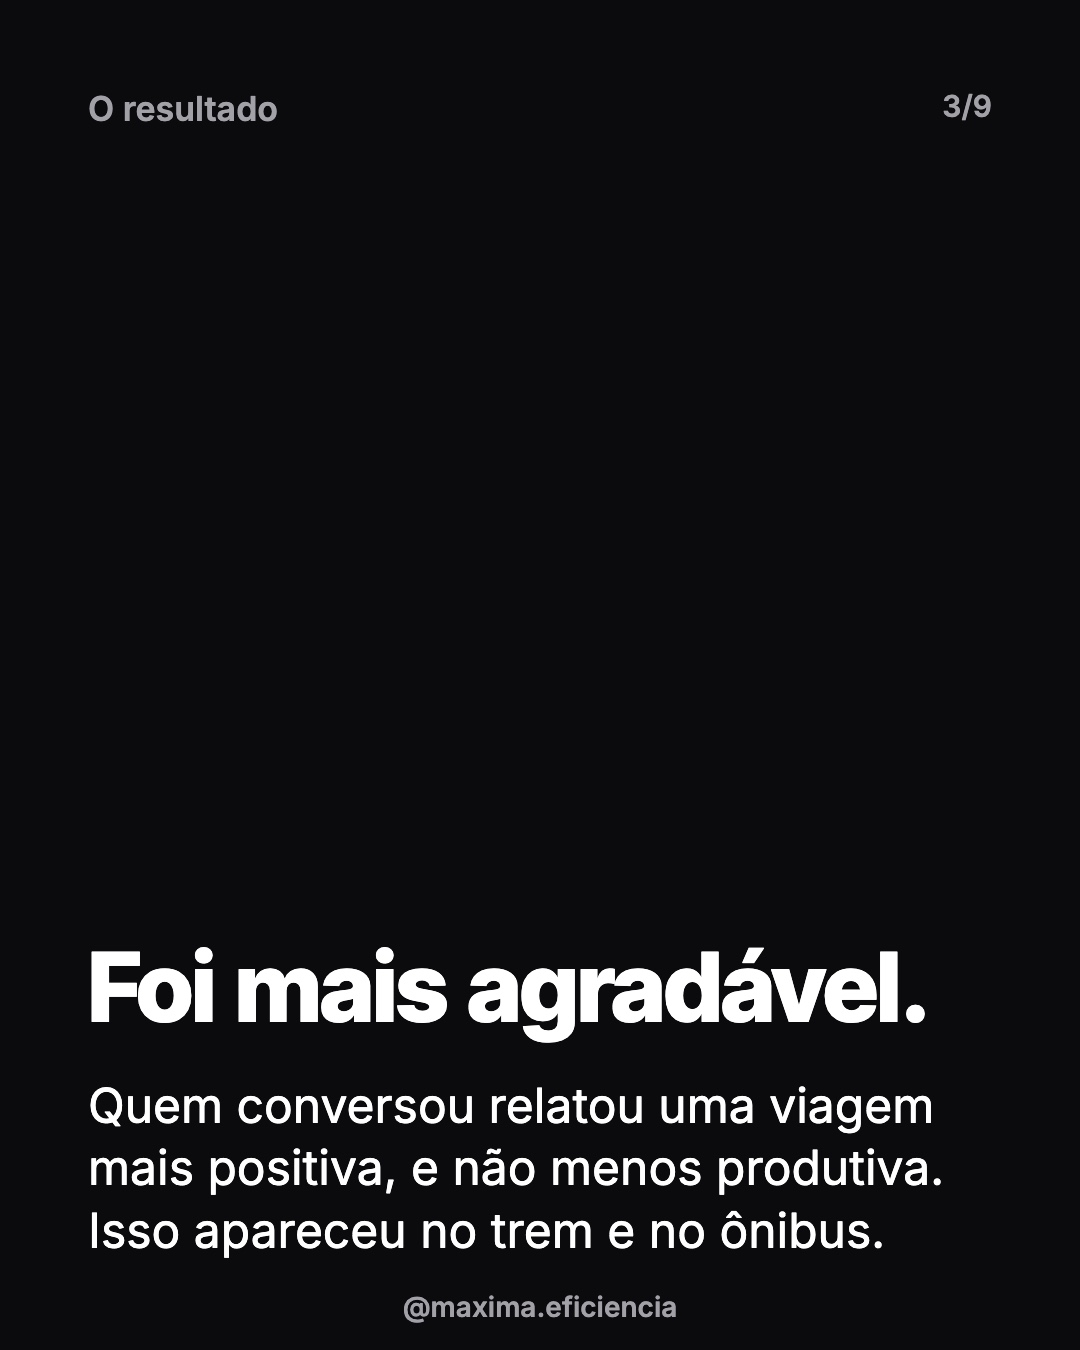 O resultado
3/9
Foi mais agradável.
Quem conversou relatou uma viagem
mais positiva, e não menos produtiva.
Isso apareceu no trem e no ônibus.
@maxima.eficiencia